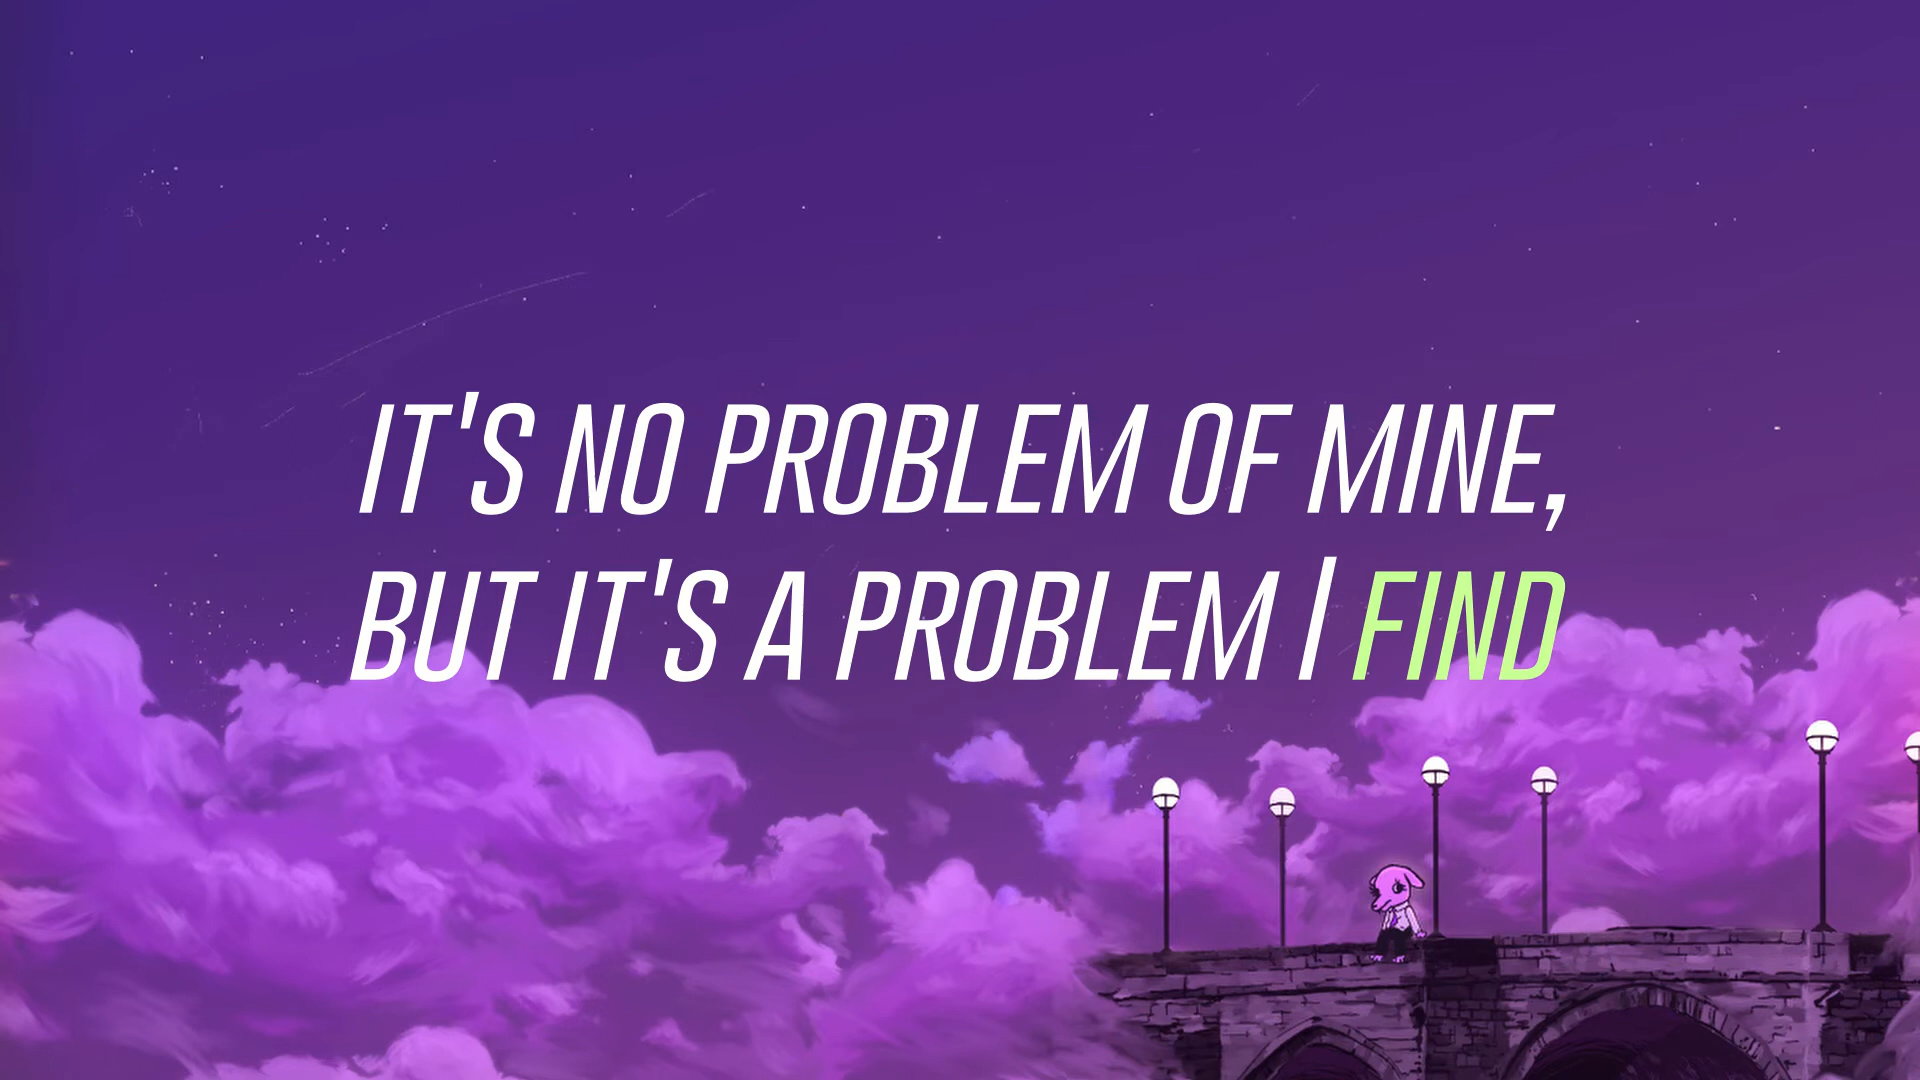 IT'S NO PROBLEM OF MINE,
BUT IT'S A PROBLEM I FIND